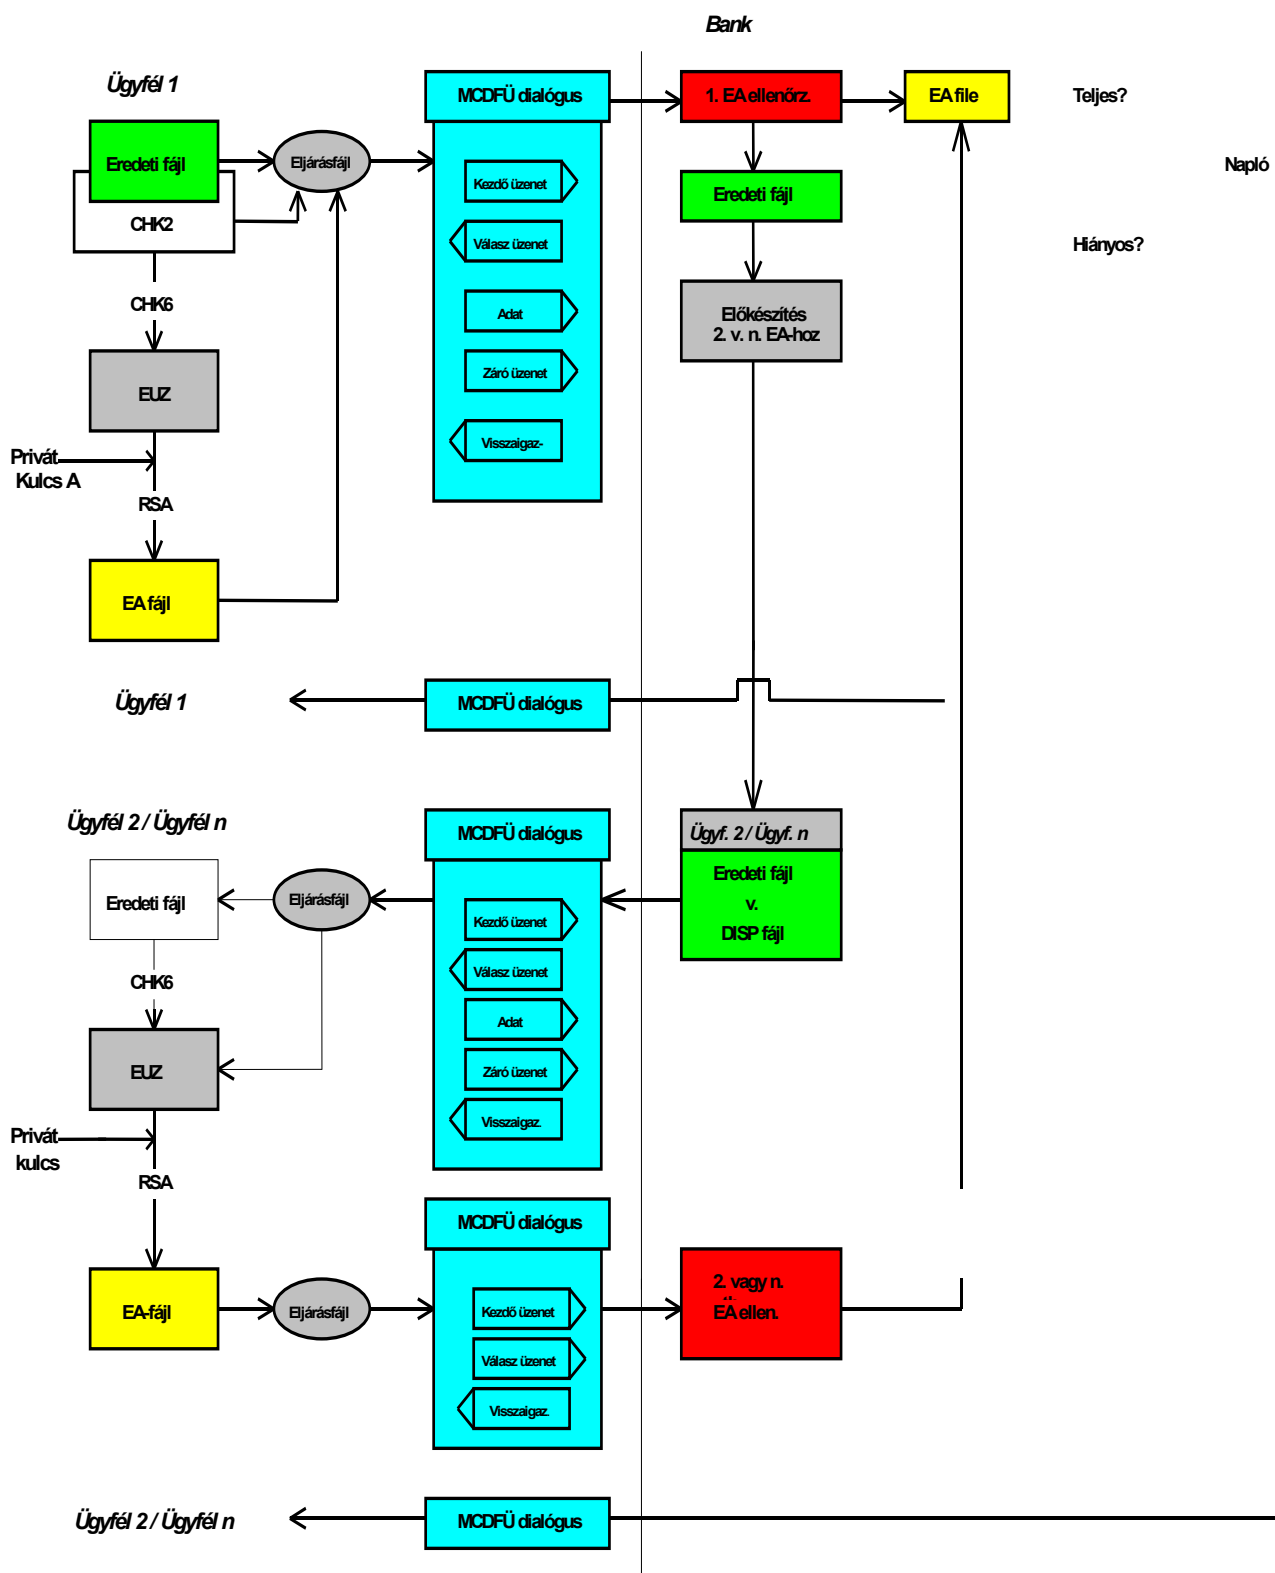 Bank
Ügyfél 1
MCDFÜ dialógus
1. EA ellenőrz.
EA file
Teljes?
Eredeti fájl
Eljárásfájl
Napló
Kezdő üzenet
Eredeti fájl
CHK2
Válasz üzenet
Hiányos?
CHK6
Adat
Előkészítés
2. v. n. EA-hoz
Záró üzenet
EUZ
Visszaigaz-
Privát
Kulcs A
RSA
EA fájl
Ügyfél 1
MCDFÜ dialógus
Ügyfél 2 / Ügyfél n
MCDFÜ dialógus
Ügyf. 2 / Ügyf. n
Eredeti fájl
v.
DISP fájl
Eredeti fájl
Eljárásfájl
Kezdő üzenet
Válasz üzenet
CHK6
Adat
EUZ
Záró üzenet
Visszaigaz.
Privát
kulcs
RSA
MCDFÜ dialógus
2. vagy n.
EA ellen.
EA-fájl
Eljárásfájl
Kezdő üzenet
Válasz üzenet
Visszaigaz.
Ügyfél 2 / Ügyfél n
MCDFÜ dialógus